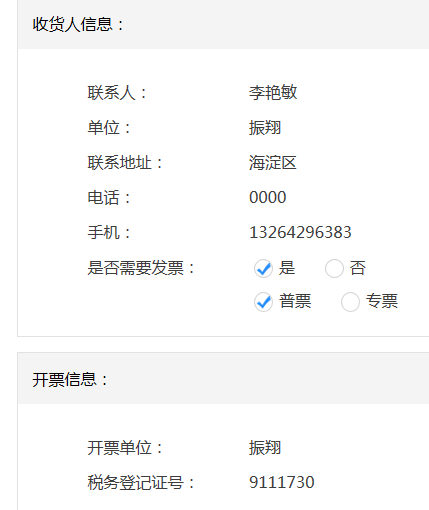 收货人信息：
联系人： 李艳敏
单位： 振翔
联系地址： 海淀区
电话： 0000
手机： 13264296383
是否需要发票： 是 否
普票 专票
开票信息：
开票单位： 振翔
税务登记证号： 9111730